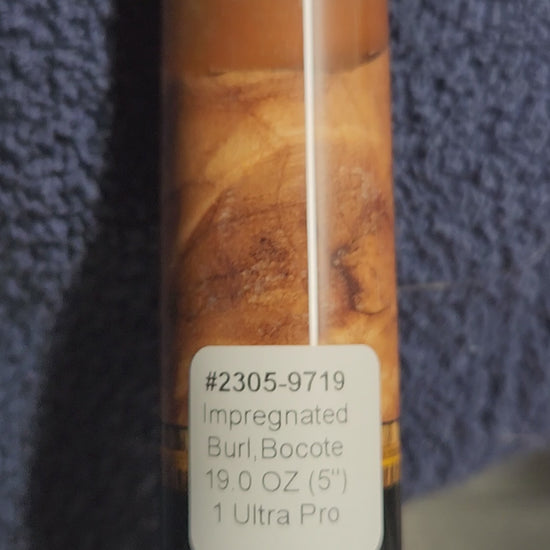 #2305-9719
Impregnated
Burl,Bocote
19.0 OZ (5")
1 Ultra Pro